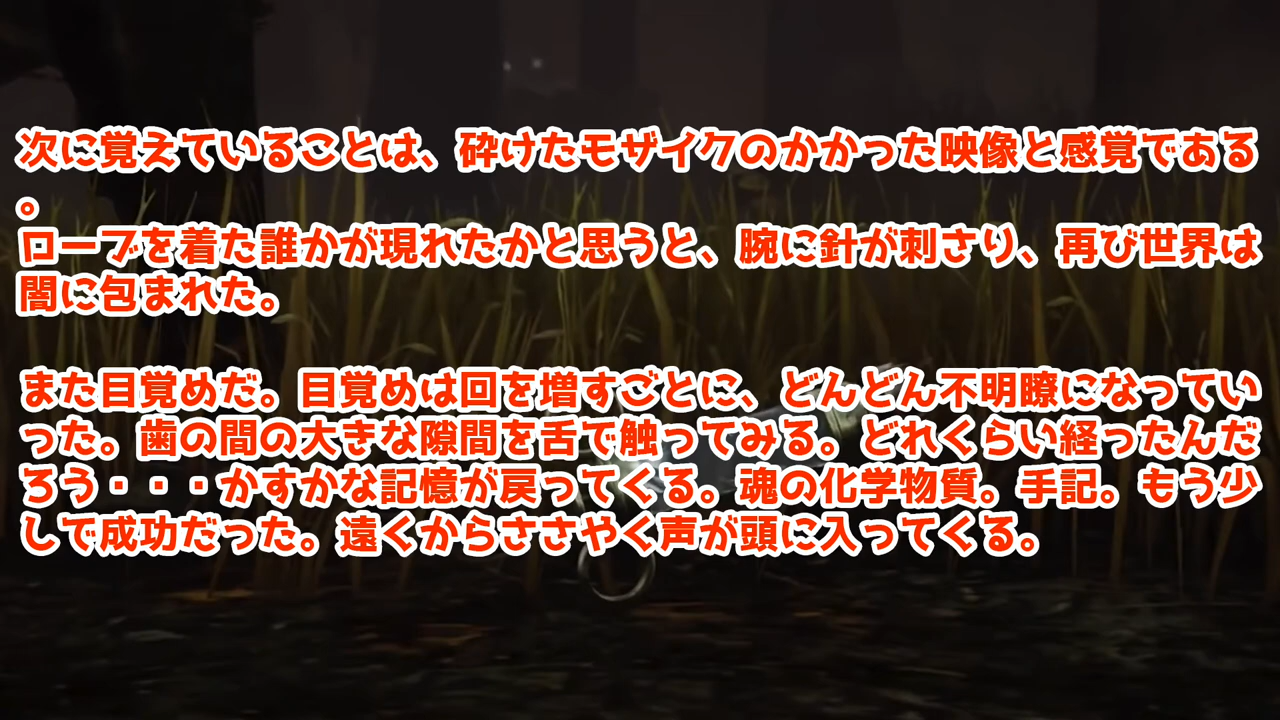 次に覚えていることは、砕けたモザイクのかかった映像と感覚である
。
ローブを着た誰かが現れたかと思うと、腕に針が刺さり、再び世界は
闇に包まれた。
また目覚めだ。目覚めは回を増すごとに、どんどん不明瞭になってい
った。歯の間の大きな隙間を舌で触ってみる。どれくらい経ったんだ
ろう・・・かすかな記憶が戻ってくる。魂の化学物質。手記。もう少
しで成功だった。遠くからささやく声が頭に入ってくる。